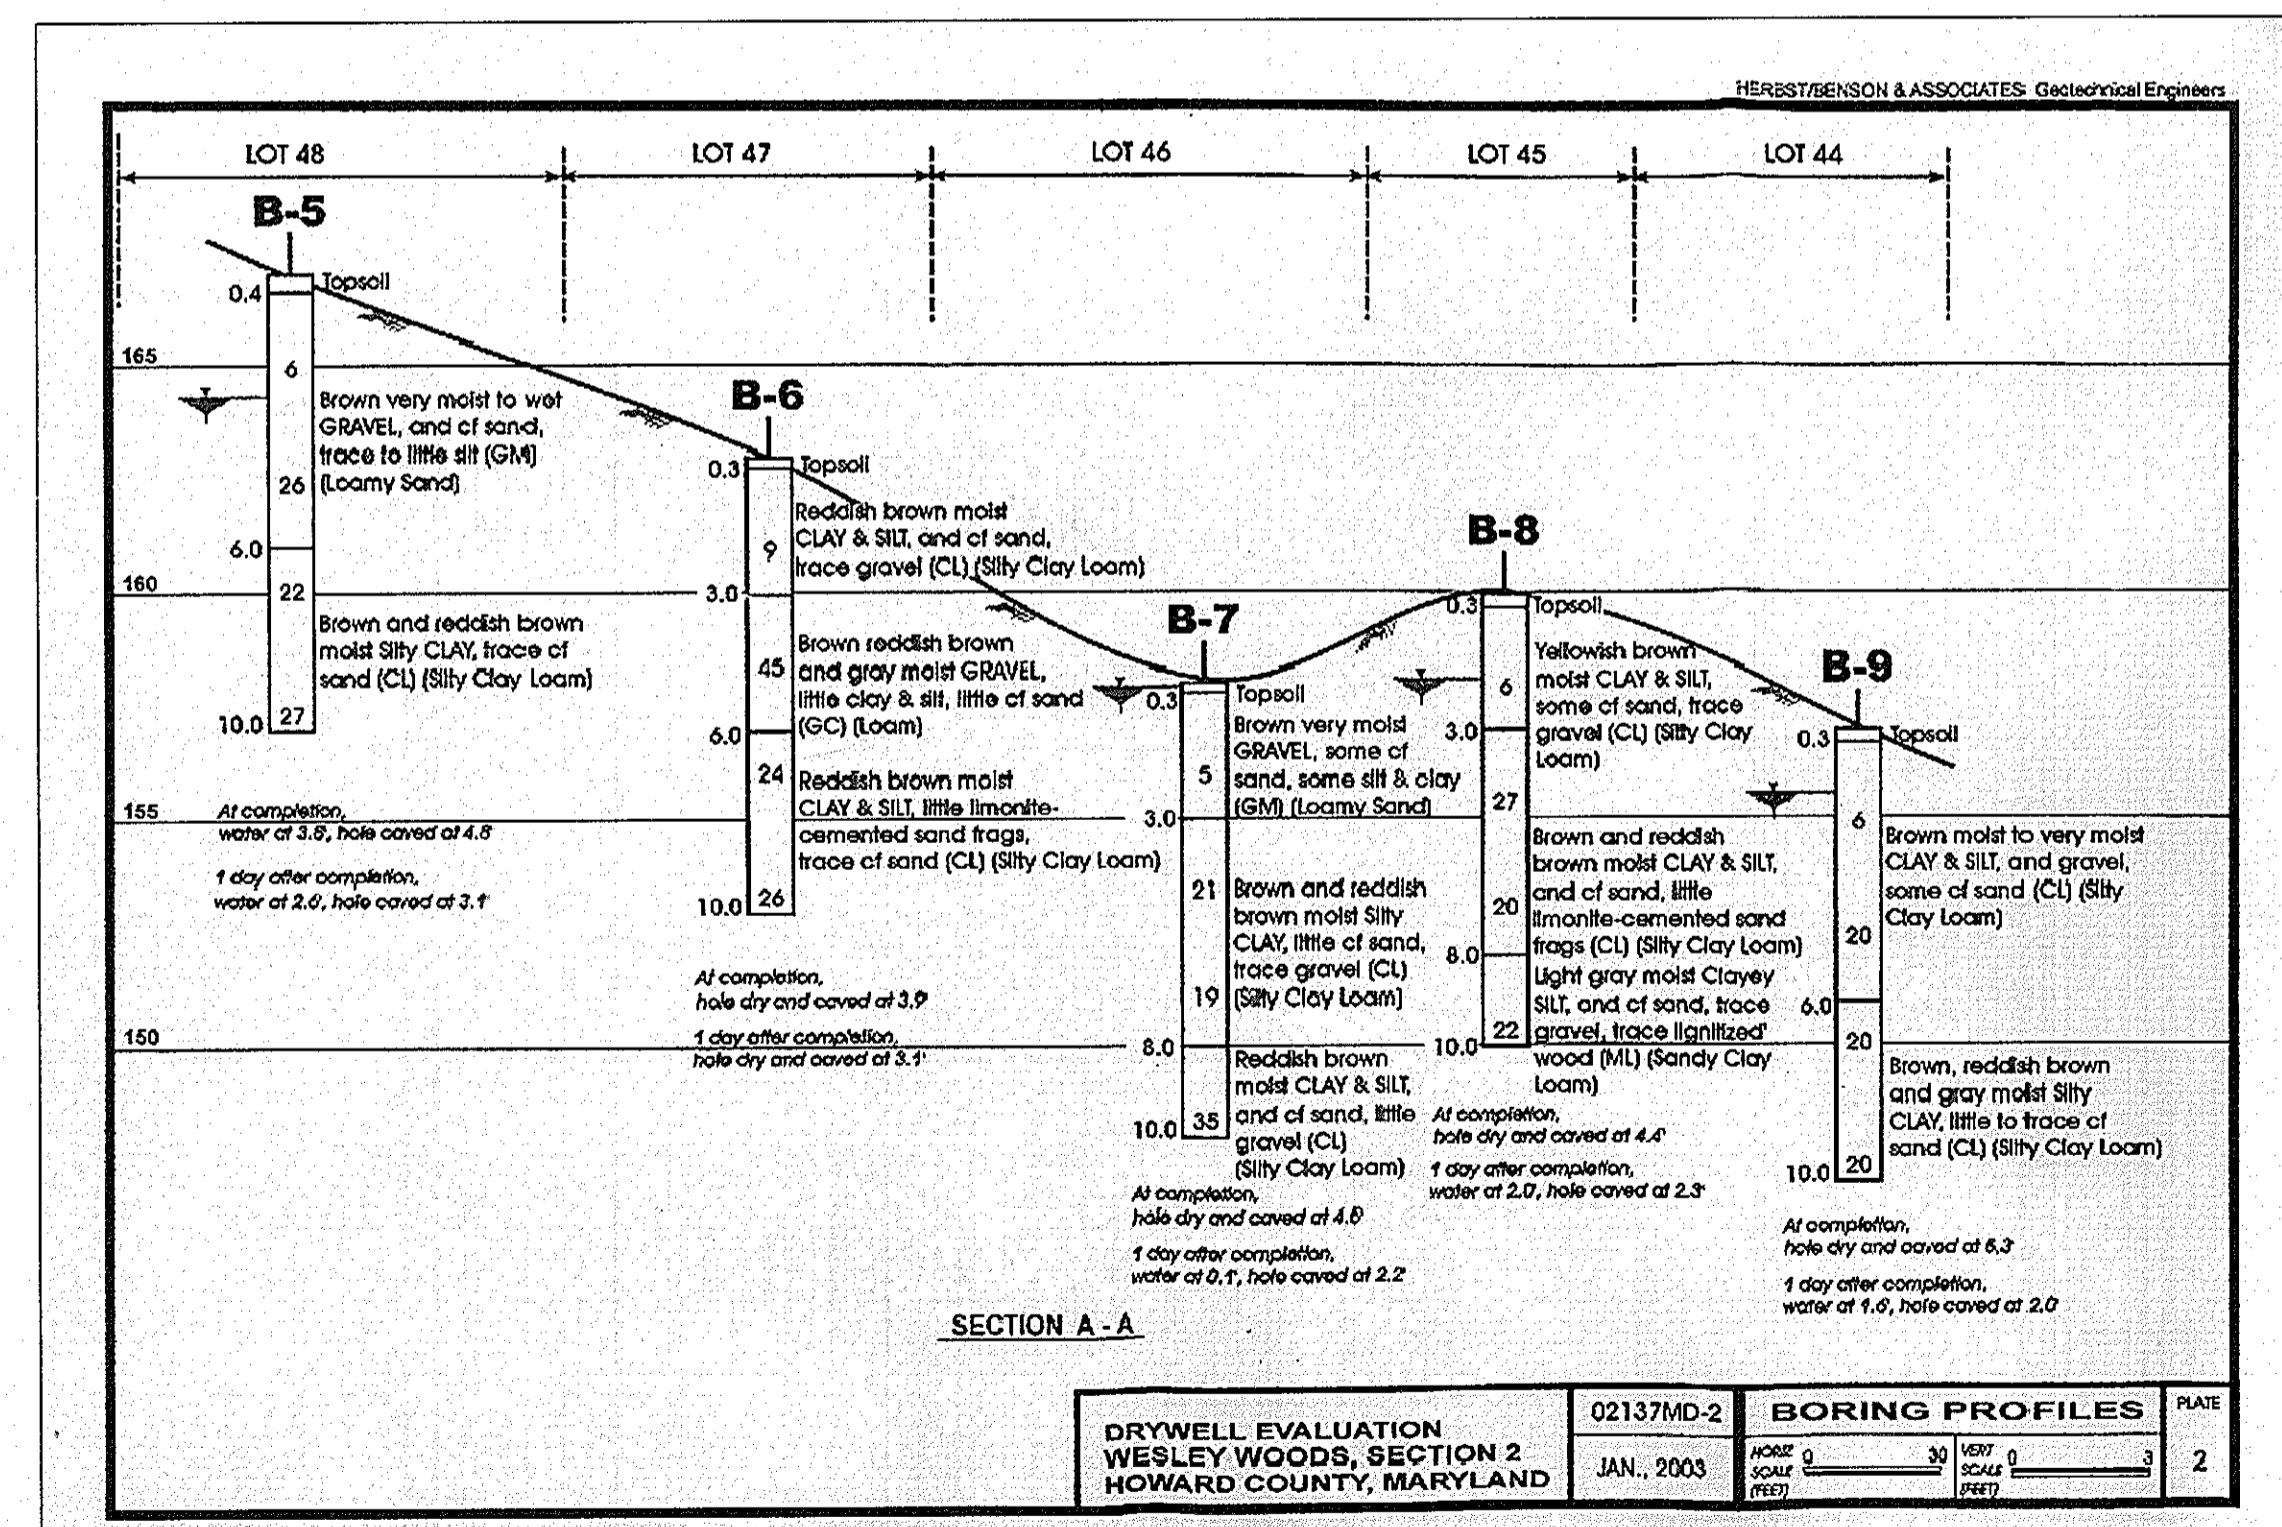 HERBST/BENSON & ASSOCIATES Geotechnical Engineers
LOT 48
LOT 47
LOT 46
LOT 45
LOT 44
B-5
Topsoil
0.4
165
6
Brown very moist to wet
GRAVEL, and cf sand,
trace to little silt (GM)
(Loamy Sand)
26
6.0
160
22
Brown and reddish brown
moist Silty CLAY, trace cf
sand (CL) (Silty Clay Loam)
27
10.0
155
At completion,
water at 3.8', hole caved at 4.8'
1 day after completion,
water at 2.6', hole caved at 3.1'
150
B-6
0.3
Topsoil
Reddish brown moist
CLAY & SILT, and cf sand,
trace gravel (CL) (Silty Clay Loam)
9
3.0
Brown reddish brown
and gray moist GRAVEL,
little clay & silt, little cf sand
(GC) (Loam)
45
6.0
24
Reddish brown moist
CLAY & SILT, little limonite-
cemented sand frags,
trace cf sand (CL) (Silty Clay Loam)
26
10.0
At completion,
hole dry and caved at 3.9'
1 day after completion,
hole dry and caved at 3.1'
B-7
0.3
Topsoil
Brown very moist
GRAVEL, some cf
sand, some silt & clay
(GM) (Loamy Sand)
5
3.0
21
Brown and reddish
brown moist Silty
CLAY, little cf sand,
trace gravel (CL)
(Silty Clay Loam)
19
8.0
Reddish brown
moist CLAY & SILT,
and cf sand, little
gravel (CL)
(Silty Clay Loam)
35
10.0
At completion,
hole dry and caved at
1 day after completion,
water at 0.1', hole caved at 2.2'
B-8
0.3
Topsoil
Yellowish brown
moist CLAY & SILT,
some cf sand, trace
gravel (CL) (Silty Clay
Loam)
6
3.0
27
Brown and reddish
brown moist CLAY & SILT,
and cf sand, little
limonite-cemented sand
frags (CL) (Silty Clay Loam)
20
8.0
Light gray moist Clayey
SILT, and cf sand, trace
gravel, trace lignitized
wood (ML) (Sandy Clay
Loam)
22
10.0
At completion,
hole dry and caved at 4.4'
1 day after completion,
water at 2.0', hole caved at 2.3'
B-9
0.3
Topsoil
6
Brown moist to very moist
CLAY & SILT, and gravel,
some cf sand (CL) (Silty
Clay Loam)
20
6.0
20
Brown, reddish brown
and gray moist Silty
CLAY, little to trace cf
sand (CL) (Silty Clay Loam)
20
10.0
At completion,
hole dry and caved at
1 day after completion,
water at 1.6', hole caved at 2.0'
SECTION A - A
DRYWELL EVALUATION
WESLEY WOODS, SECTION 2
HOWARD COUNTY, MARYLAND
02137MD-2
JAN., 2003
BORING PROFILES
HORIZ SCALE (FEET) 0 30
VERT SCALE (FEET) 0 3
PLATE
2